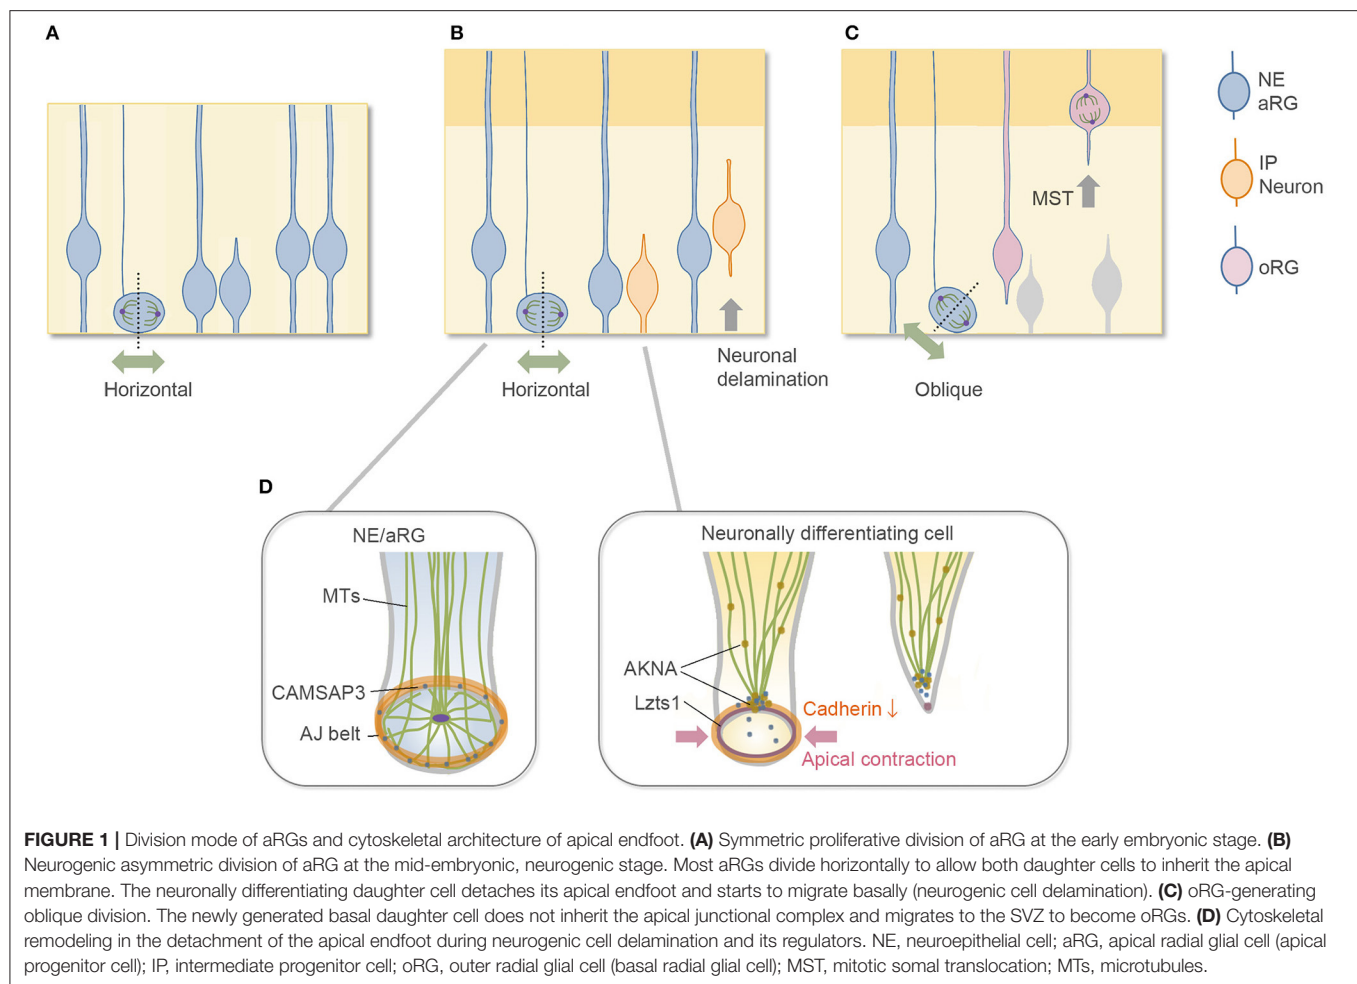 A
B
C
NE
aRG
IP
Neuron
oRG
MST
Horizontal
Horizontal
Neuronal
delamination
Oblique
D
NE/aRG
MTs
CAMSAP3
AJ belt
Neuronally differentiating cell
AKNA
Lzts1
Cadherin ↓
Apical contraction
FIGURE 1 | Division mode of aRGs and cytoskeletal architecture of apical endfoot. (A) Symmetric proliferative division of aRG at the early embryonic stage. (B)
Neurogenic asymmetric division of aRG at the mid-embryonic, neurogenic stage. Most aRGs divide horizontally to allow both daughter cells to inherit the apical
membrane. The neuronally differentiating daughter cell detaches its apical endfoot and starts to migrate basally (neurogenic cell delamination). (C) oRG-generating
oblique division. The newly generated basal daughter cell does not inherit the apical junctional complex and migrates to the SVZ to become oRGs. (D) Cytoskeletal
remodeling in the detachment of the apical endfoot during neurogenic cell delamination and its regulators. NE, neuroepithelial cell; aRG, apical radial glial cell (apical
progenitor cell); IP, intermediate progenitor cell; oRG, outer radial glial cell (basal radial glial cell); MST, mitotic somal translocation; MTs, microtubules.